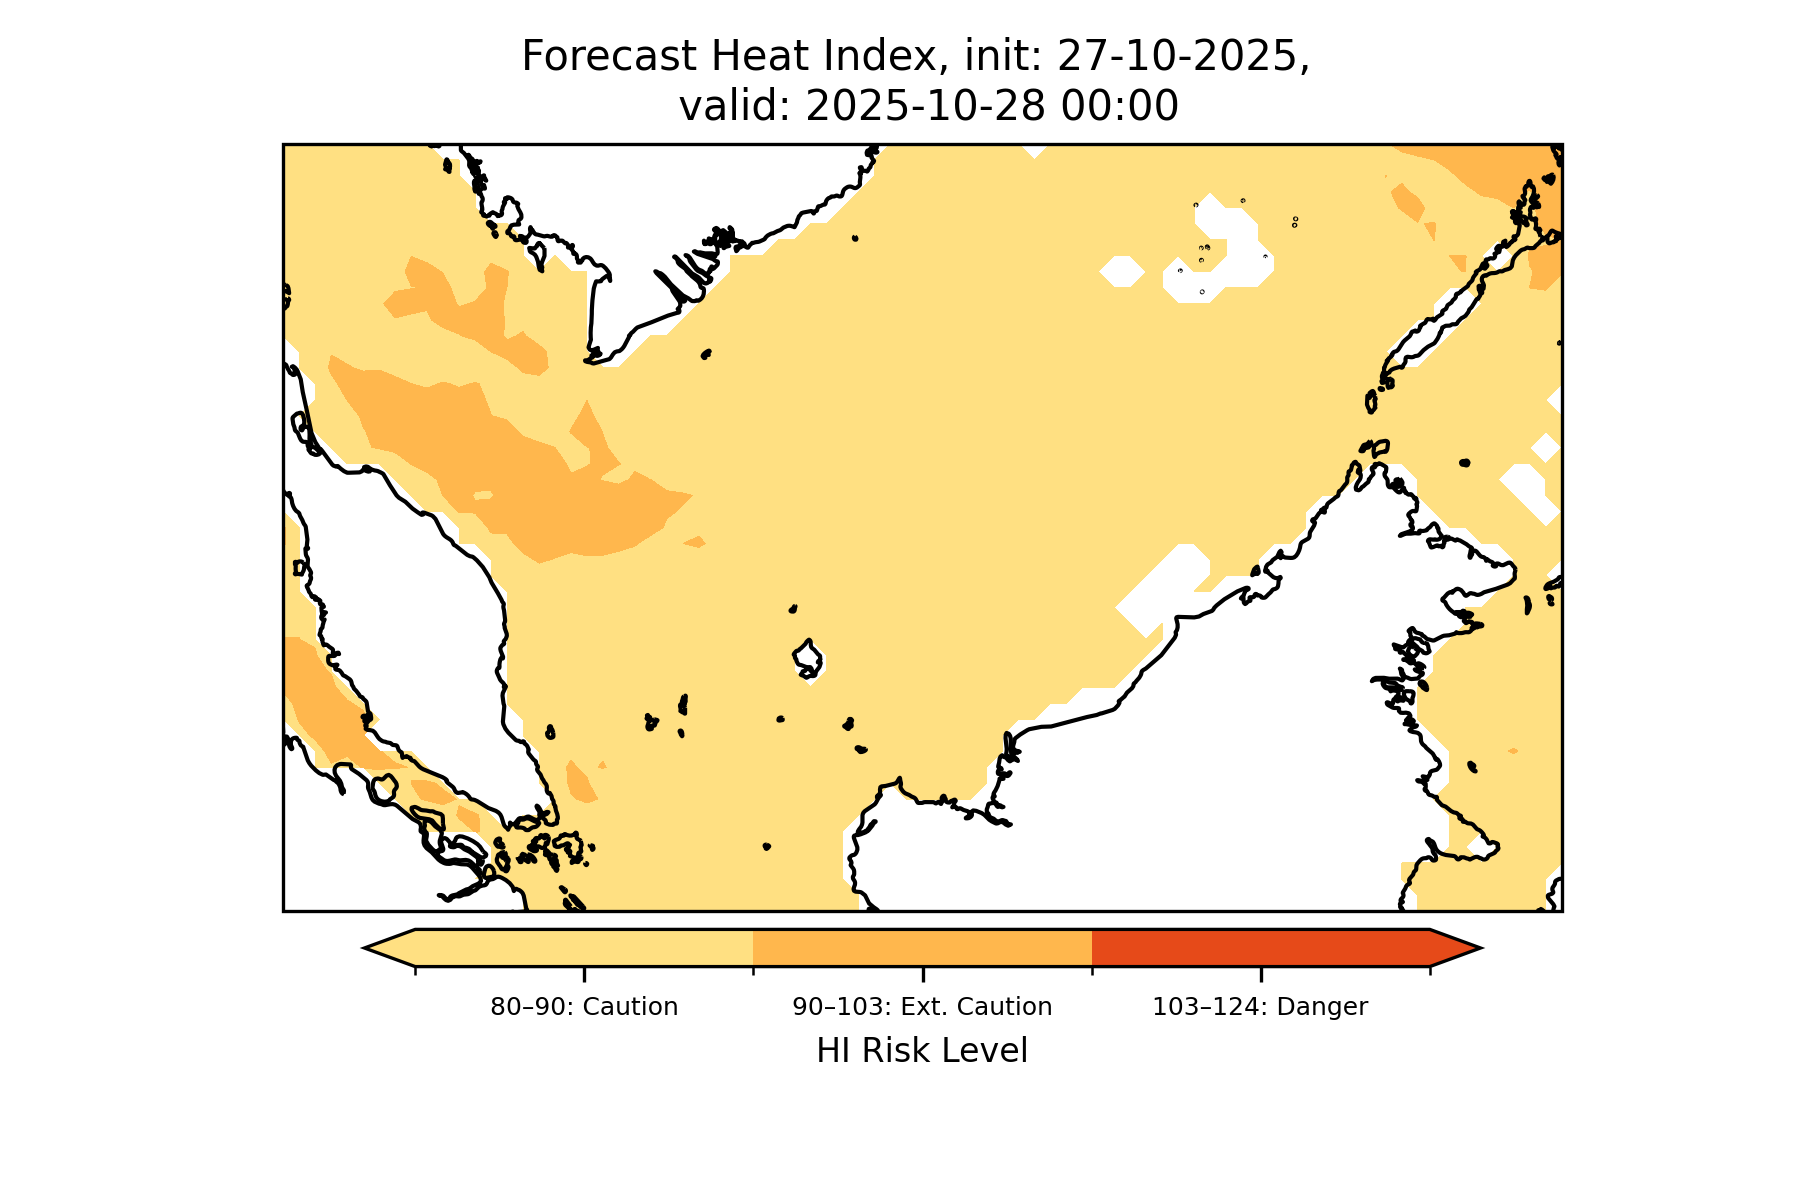 Forecast Heat Index, init: 27-10-2025,
valid: 2025-10-28 00:00
80–90: Caution
90–103: Ext. Caution
103–124: Danger
HI Risk Level